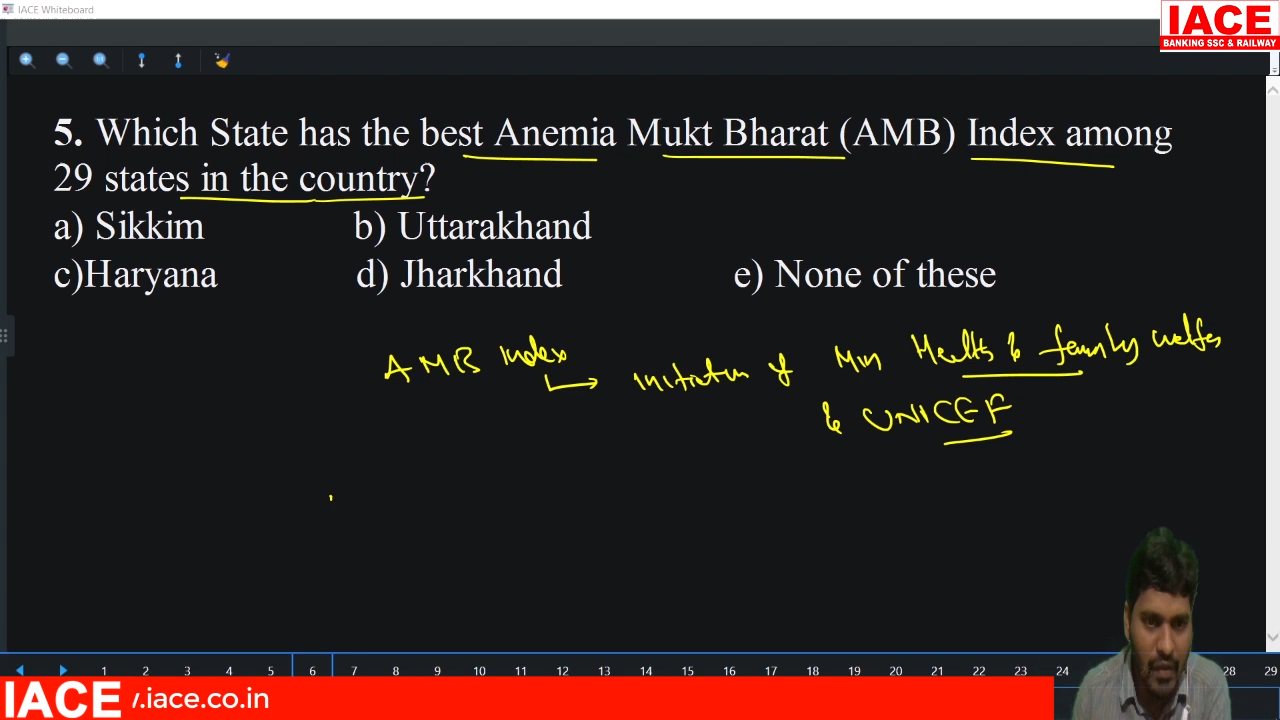 IACE Whiteboard
IACE
BANKING SSC & RAILWAY
5. Which State has the best Anemia Mukt Bharat (AMB) Index among
29 states in the country?
a) Sikkim b) Uttarakhand
c)Haryana d) Jharkhand e) None of these
AMB Index
initiation of Min Health & family
& UNICEF
1 2 3 4 5 6 7 8 9 10 11 12 13 14 15 16 17 18 19 20 21 22 23 24 28 29
IACE .iace.co.in